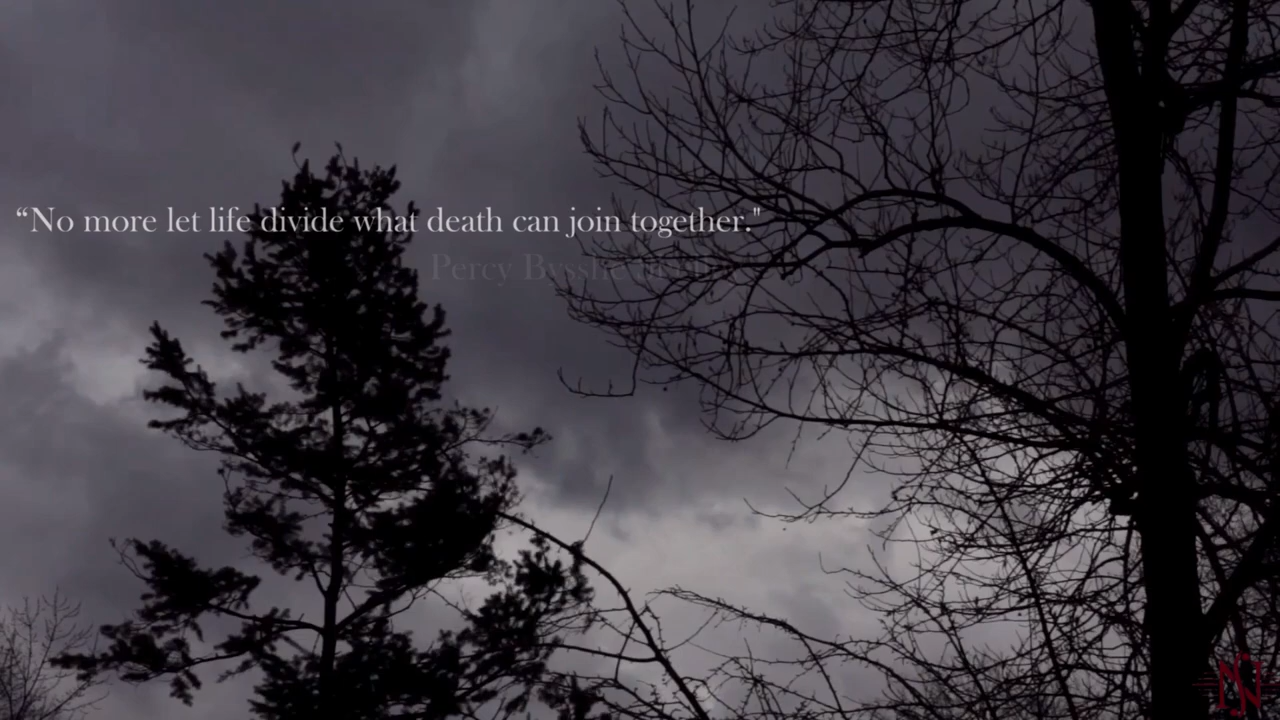 “No more let life divide what death can join together."
Percy Bysshe